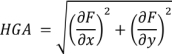 HGA = √((∂F/∂x)² + (∂F/∂y)²)